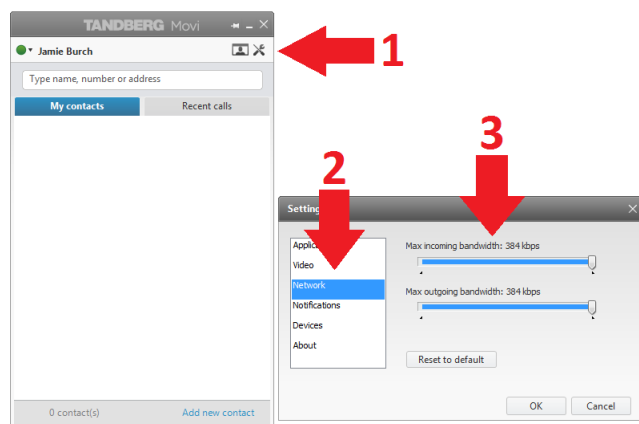 TANDBERG Movi
Jamie Burch
1
Type name, number or address
My contacts Recent calls
0 contact(s) Add new contact
2
3
Video
Network
Notifications
Devices
About
Max incoming bandwidth: 384 kbps
Max outgoing bandwidth: 384 kbps
Reset to default
OK Cancel